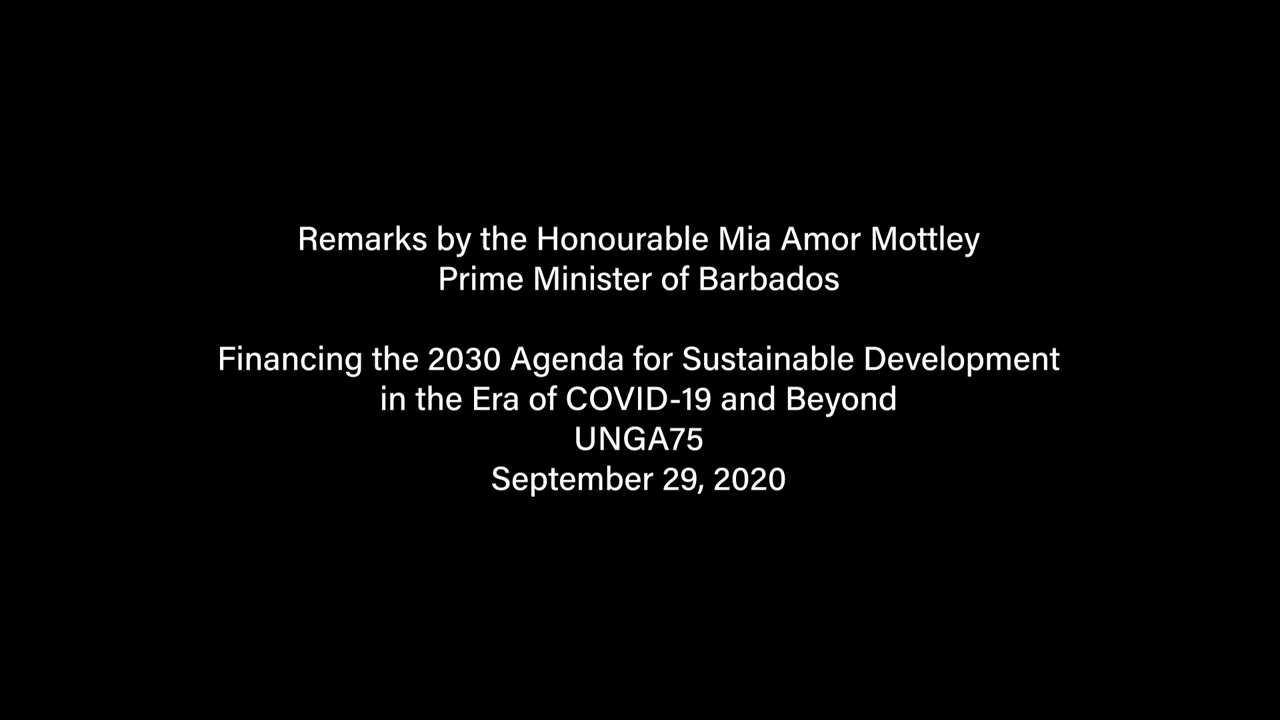 Remarks by the Honourable Mia Amor Mottley
Prime Minister of Barbados
Financing the 2030 Agenda for Sustainable Development
in the Era of COVID-19 and Beyond
UNGA75
September 29, 2020